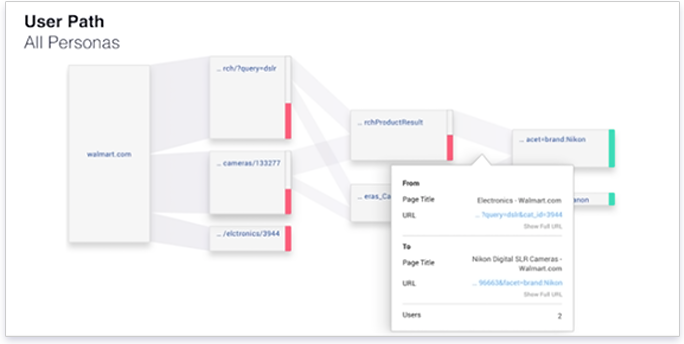 User Path
All Personas
... rch/?query=dslr
walmart.com
... cameras/133277
... /elctronics/3944
... rchProductResult
... eras_Ca
... acet=brand:Nikon
anon
From
Page Title Electronics - Walmart.com
URL ... ?query=dslr&cat_id=3944
Show Full URL
To
Page Title Nikon Digital SLR Cameras -
Walmart.com
URL ... 96663&facet=brand:Nikon
Show Full URL
Users 2